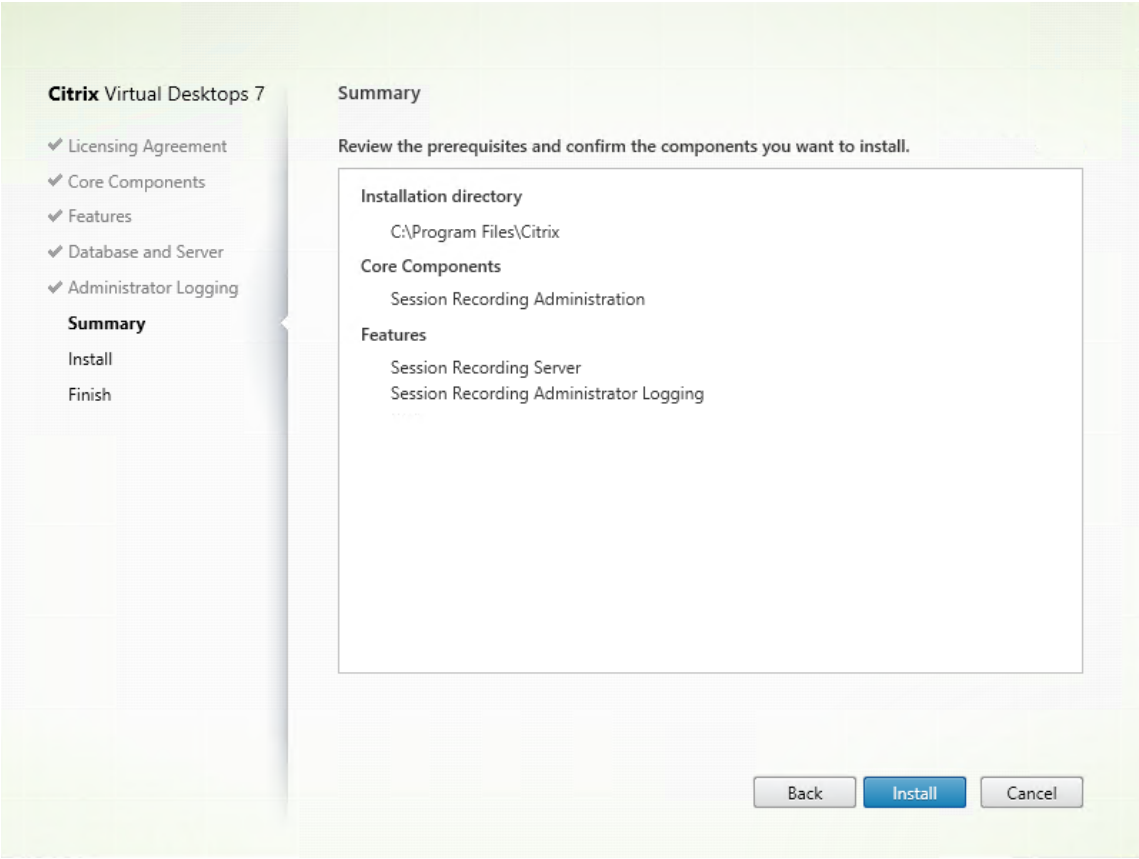 Citrix Virtual Desktops 7
Licensing Agreement
Core Components
Features
Database and Server
Administrator Logging
Summary
Install
Finish
Summary
Review the prerequisites and confirm the components you want to install.
Installation directory
C:\Program Files\Citrix
Core Components
Session Recording Administration
Features
Session Recording Server
Session Recording Administrator Logging
Back
Install
Cancel